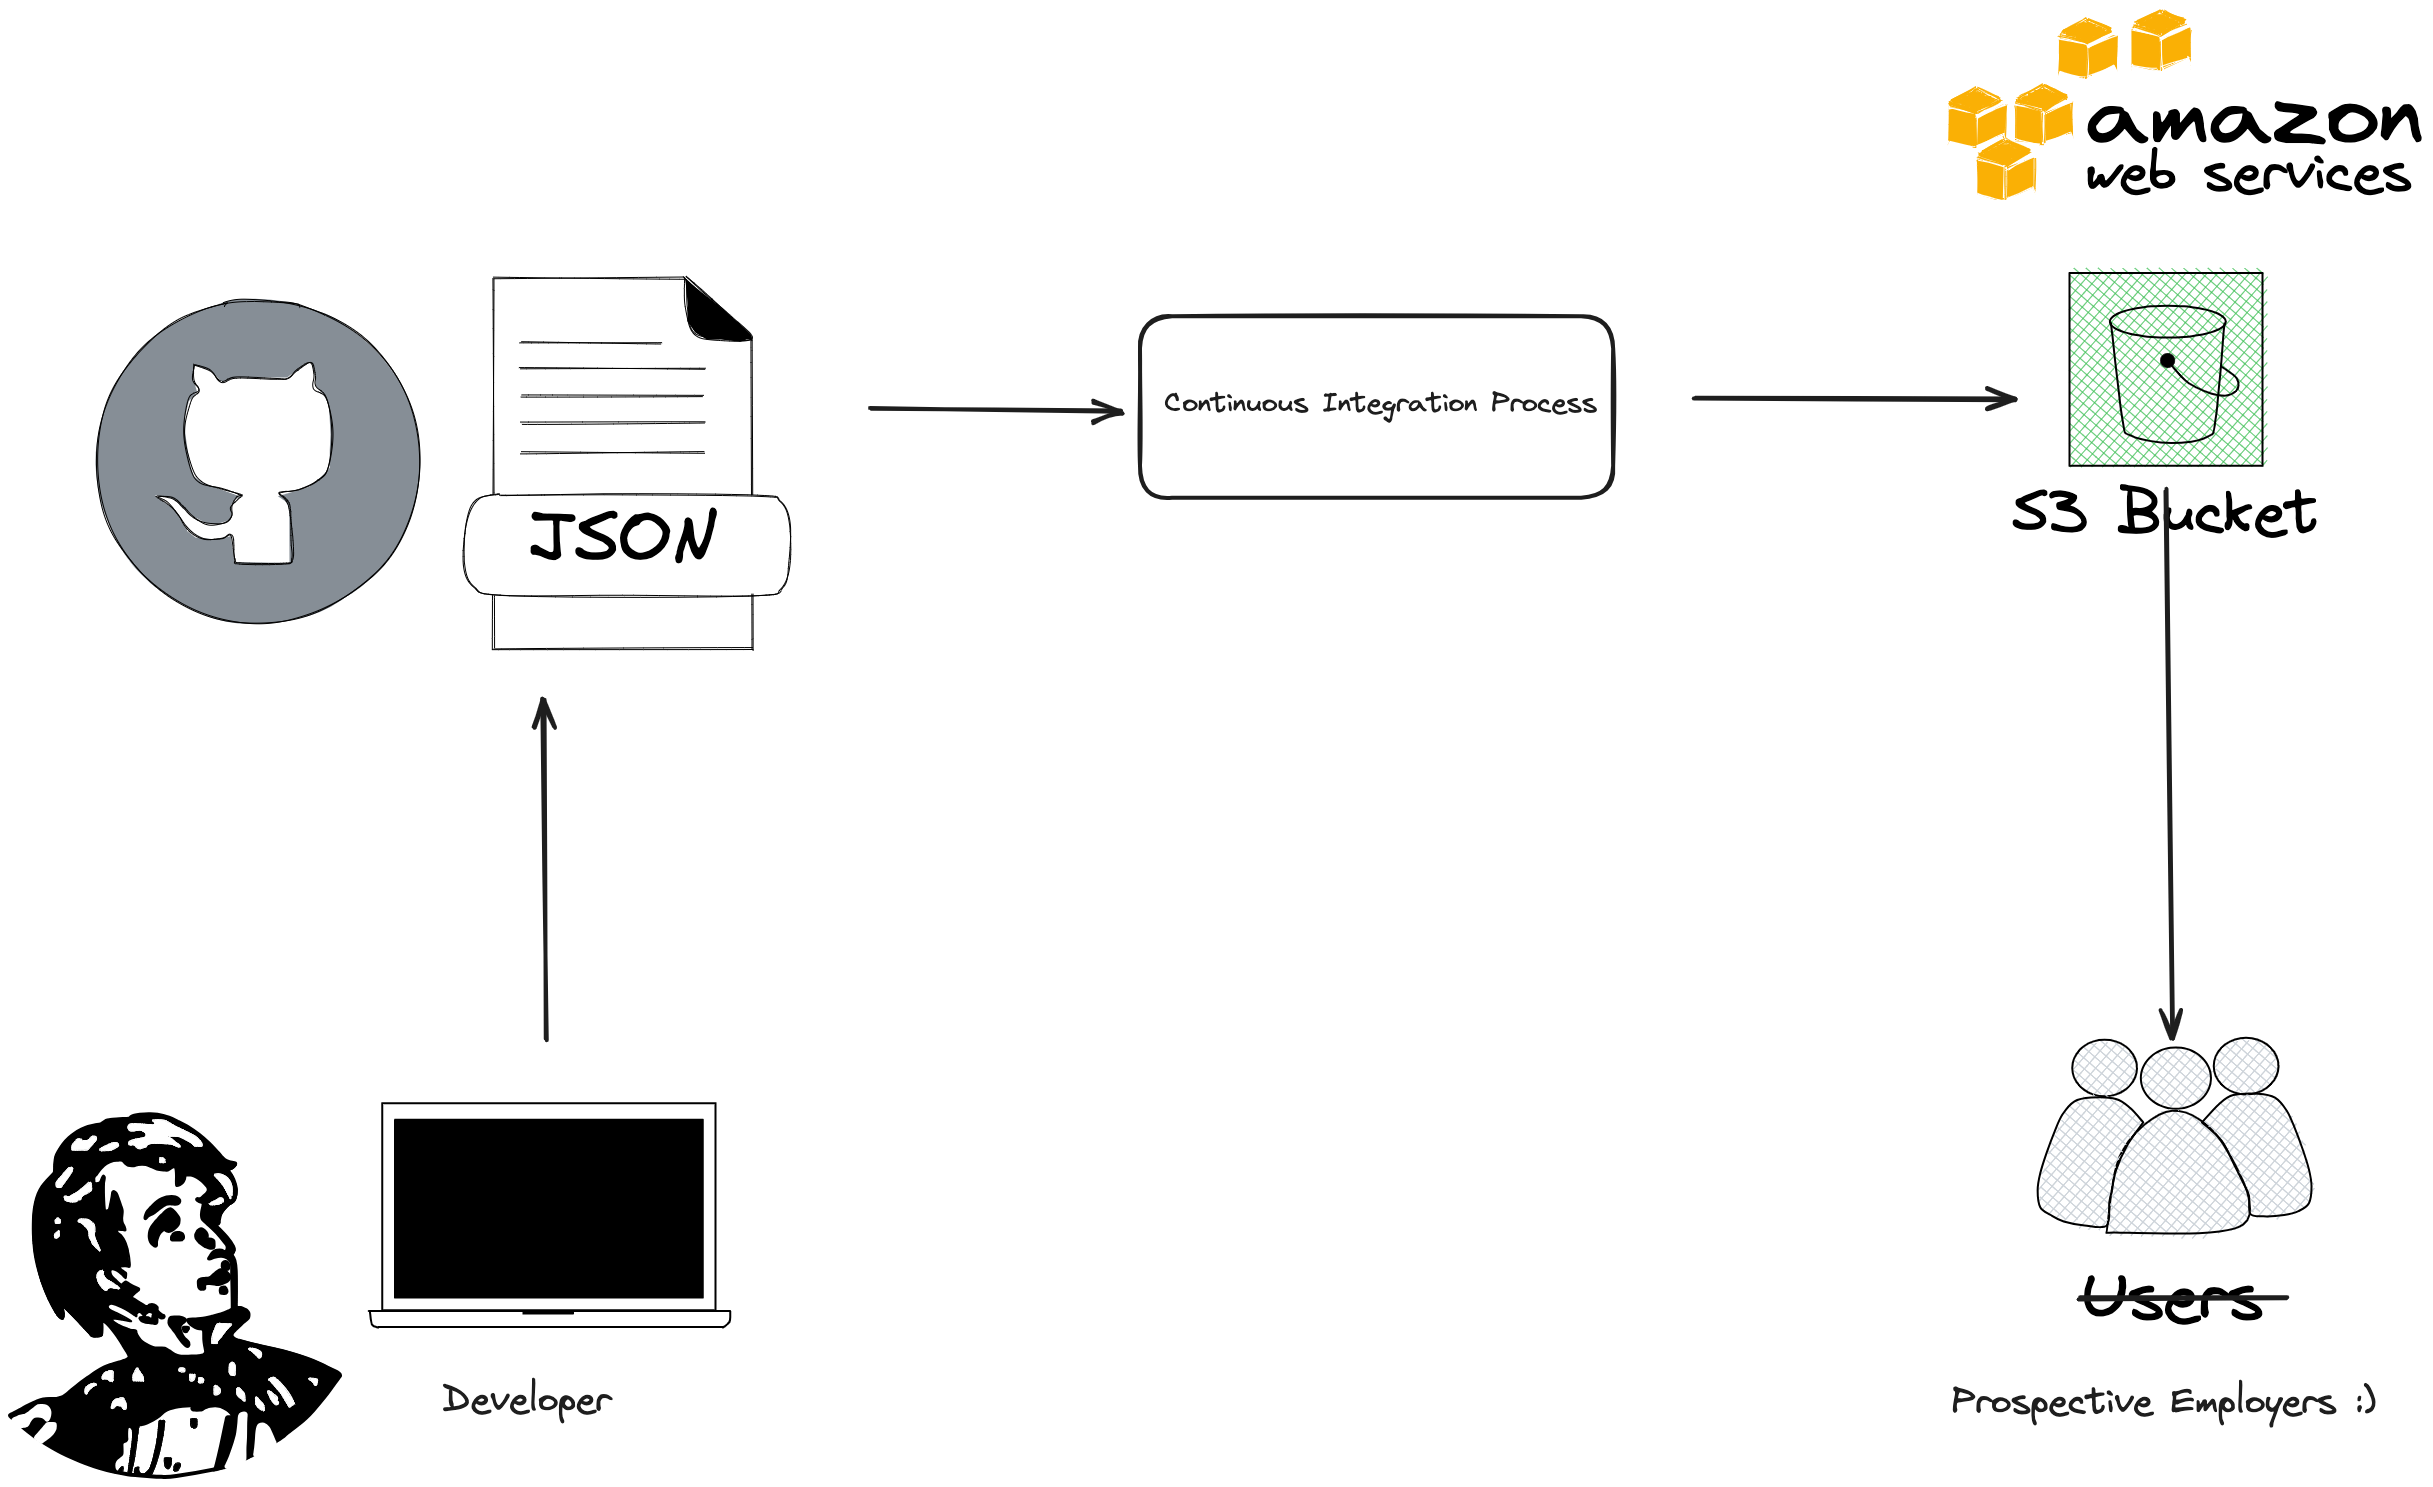 amazon
web services
JSON
Continuous Integration Process
S3 Bucket
Users
Developer
Prospective Employers :)